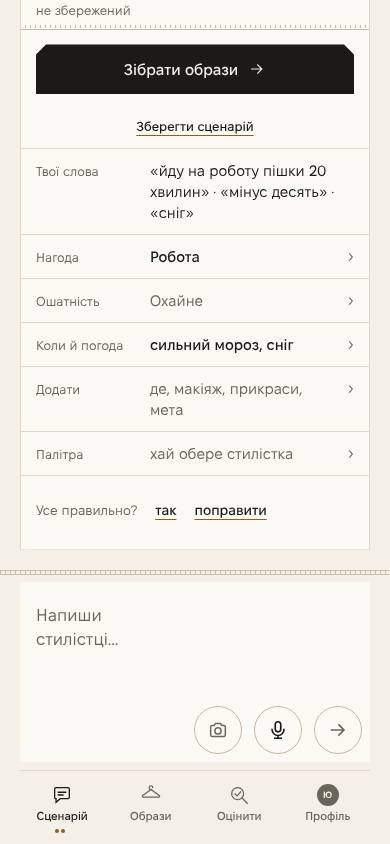 не збережений
Зібрати образи →
Зберегти сценарій
Твої слова
«йду на роботу пішки 20
хвилин» · «мінус десять» ·
«сніг»
Нагода
Робота
Ошатність
Охайне
Коли й погода
сильний мороз, сніг
Додати
де, макіяж, прикраси,
мета
Палітра
хай обере стилістка
Усе правильно? так поправити
Напиши
стилістці...
Сценарій
Образи
Оцінити
Ю
Профіль